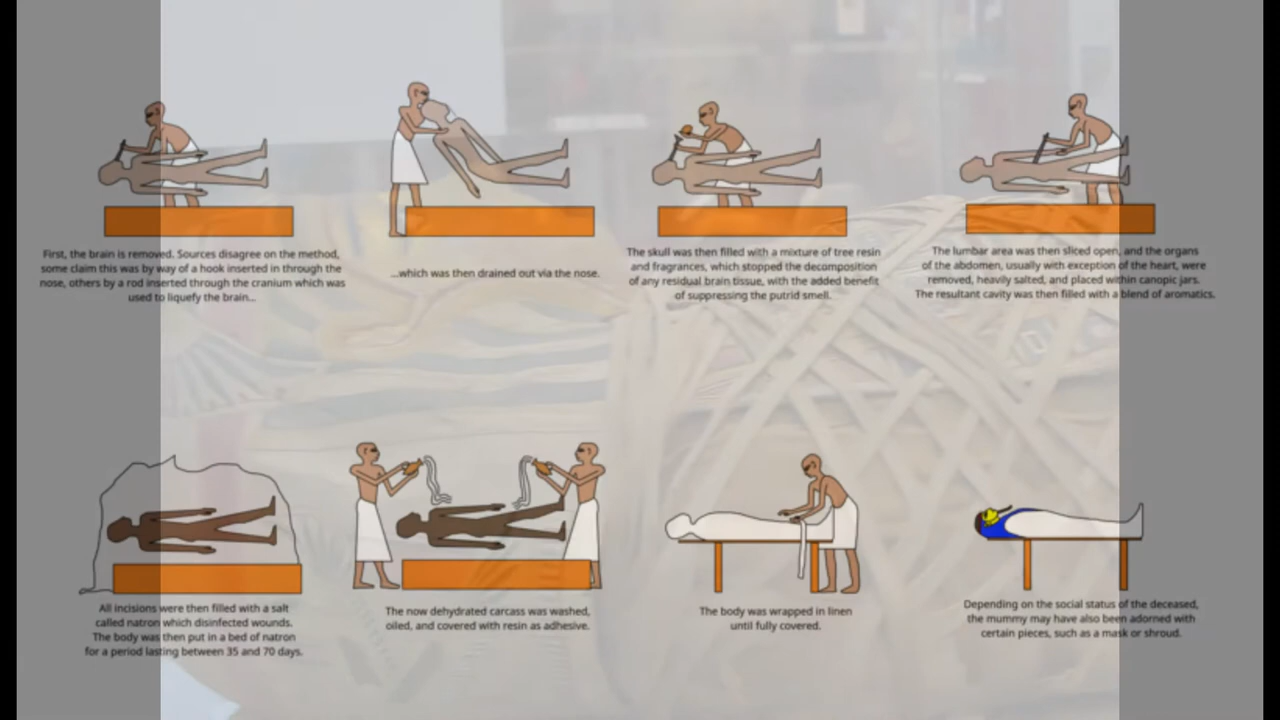 First, the brain is removed. Sources disagree on the method,
some claim this was by way of a hook inserted in through the
nose, others by a rod inserted through the cranium which was
used to liquefy the brain...
...which was then drained out via the nose.
The skull was then filled with a mixture of tree resin
and fragrances, which stopped the decomposition
of any residual brain tissue, with the added benefit
of suppressing the putrid smell.
The lumbar area was then sliced open, and the organs
of the abdomen, usually with exception of the heart, were
removed, heavily salted, and placed within canopic jars.
The resultant cavity was then filled with a blend of aromatics.
All incisions were then filled with a salt
called natron which disinfected wounds.
The body was then put in a bed of natron
for a period lasting between 35 and 70 days.
The now dehydrated carcass was washed,
oiled, and covered with resin as adhesive.
The body was wrapped in linen
until fully covered.
Depending on the social status of the deceased,
the mummy may have also been adorned with
certain pieces, such as a mask or shroud.